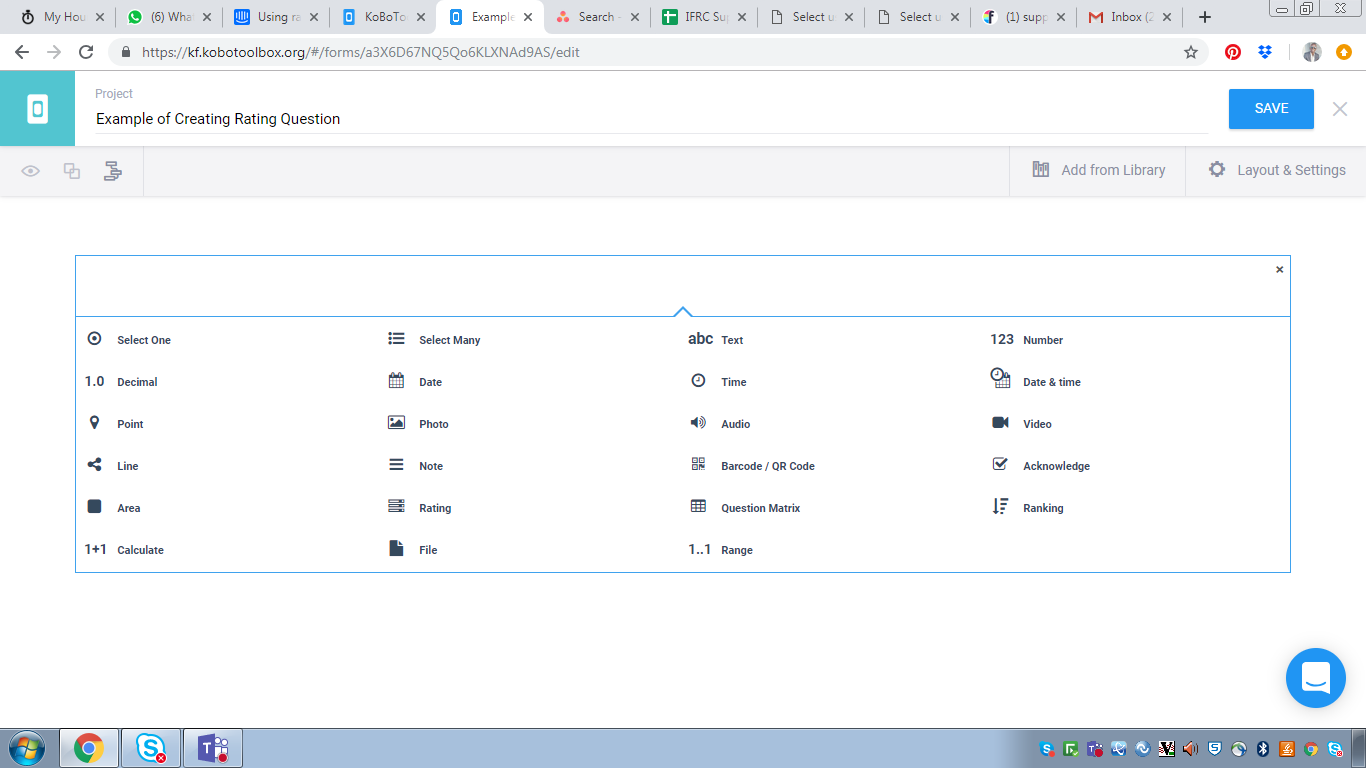 My Hou
(6) Wha
Using ra
KoBoToo
Example
Search -
IFRC Su
Select u
Select u
(1) supp
Inbox (2
https://kf.kobotoolbox.org/#/forms/a3X6D67NQ5Qo6KLXNAd9AS/edit
Project
Example of Creating Rating Question
SAVE
Add from Library
Layout & Settings
Select One
Select Many
abc Text
123 Number
1.0 Decimal
Date
Time
Date & time
Point
Photo
Audio
Video
Line
Note
Barcode / QR Code
Acknowledge
Area
Rating
Question Matrix
Ranking
1+1 Calculate
File
1..1 Range